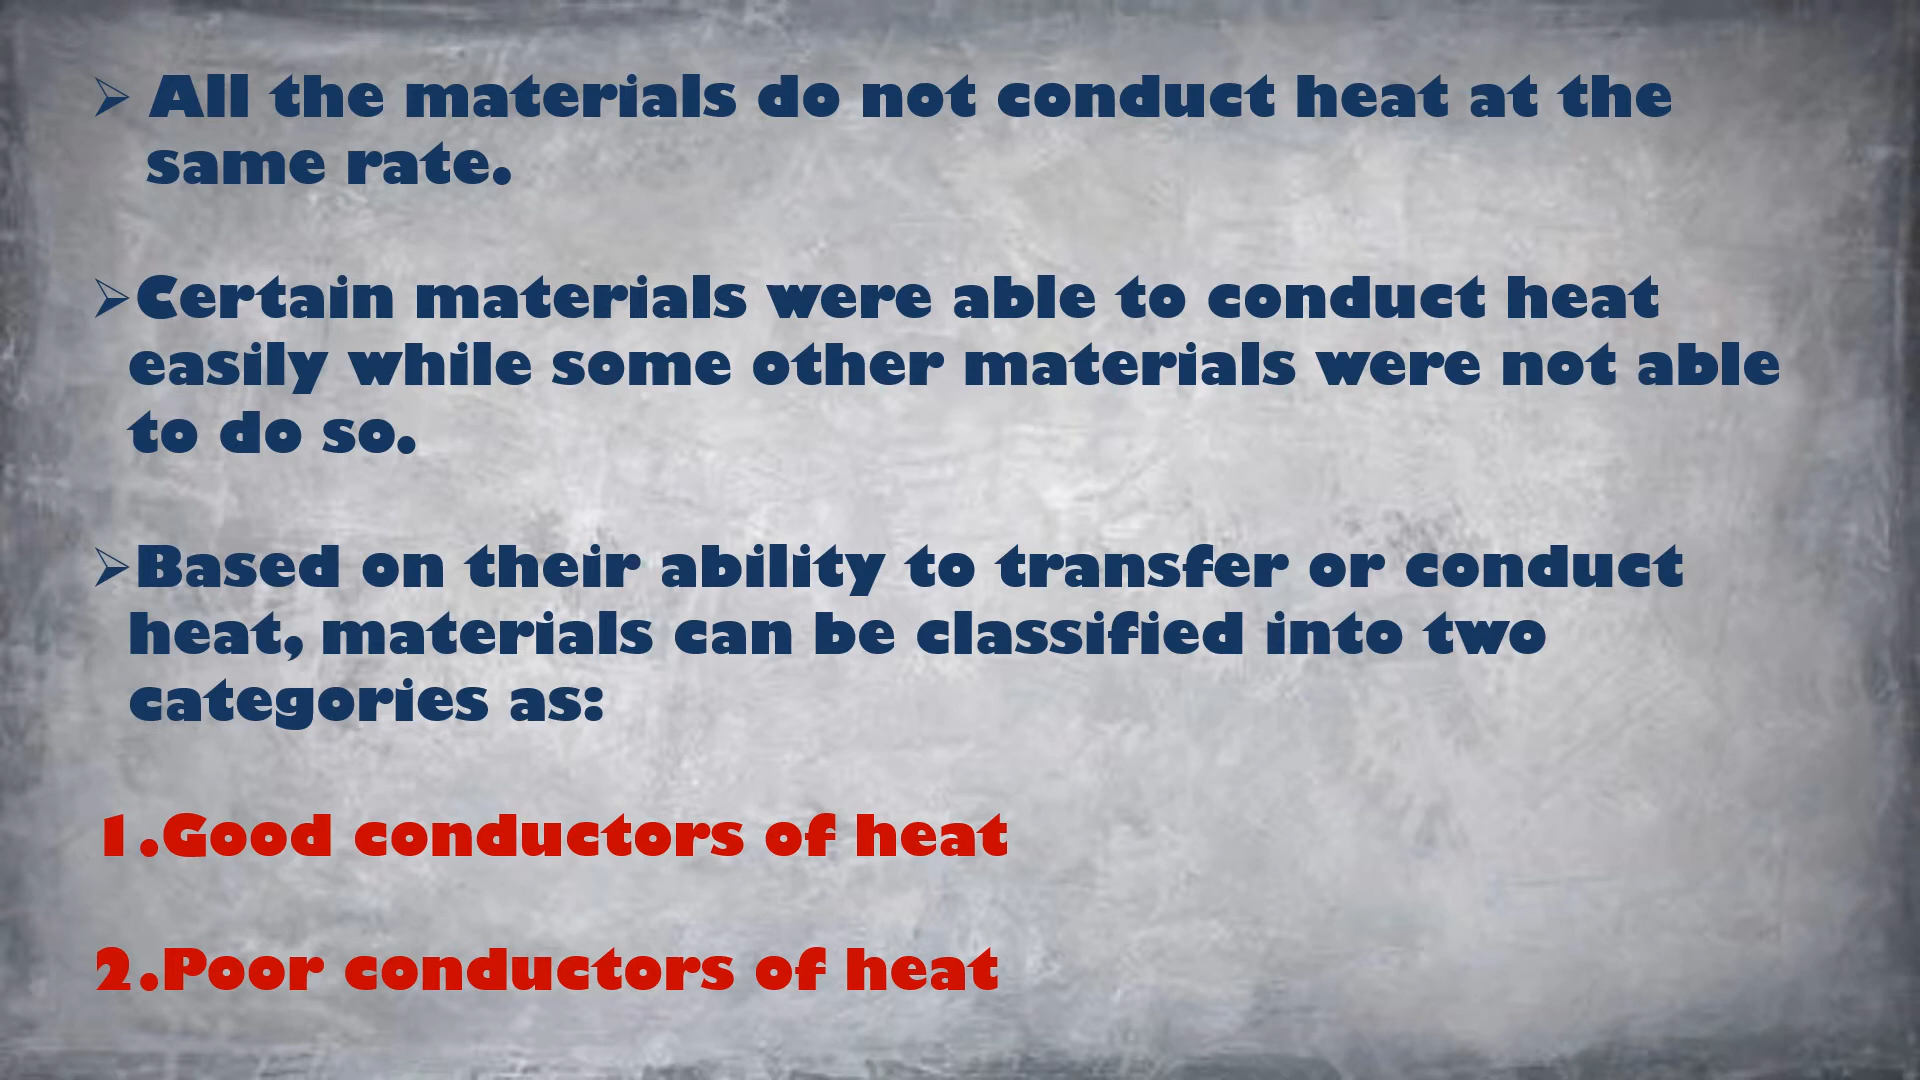 ➢ All the materials do not conduct heat at the
same rate.
➢Certain materials were able to conduct heat
easily while some other materials were not able
to do so.
➢Based on their ability to transfer or conduct
heat, materials can be classified into two
categories as:
1.Good conductors of heat
2.Poor conductors of heat